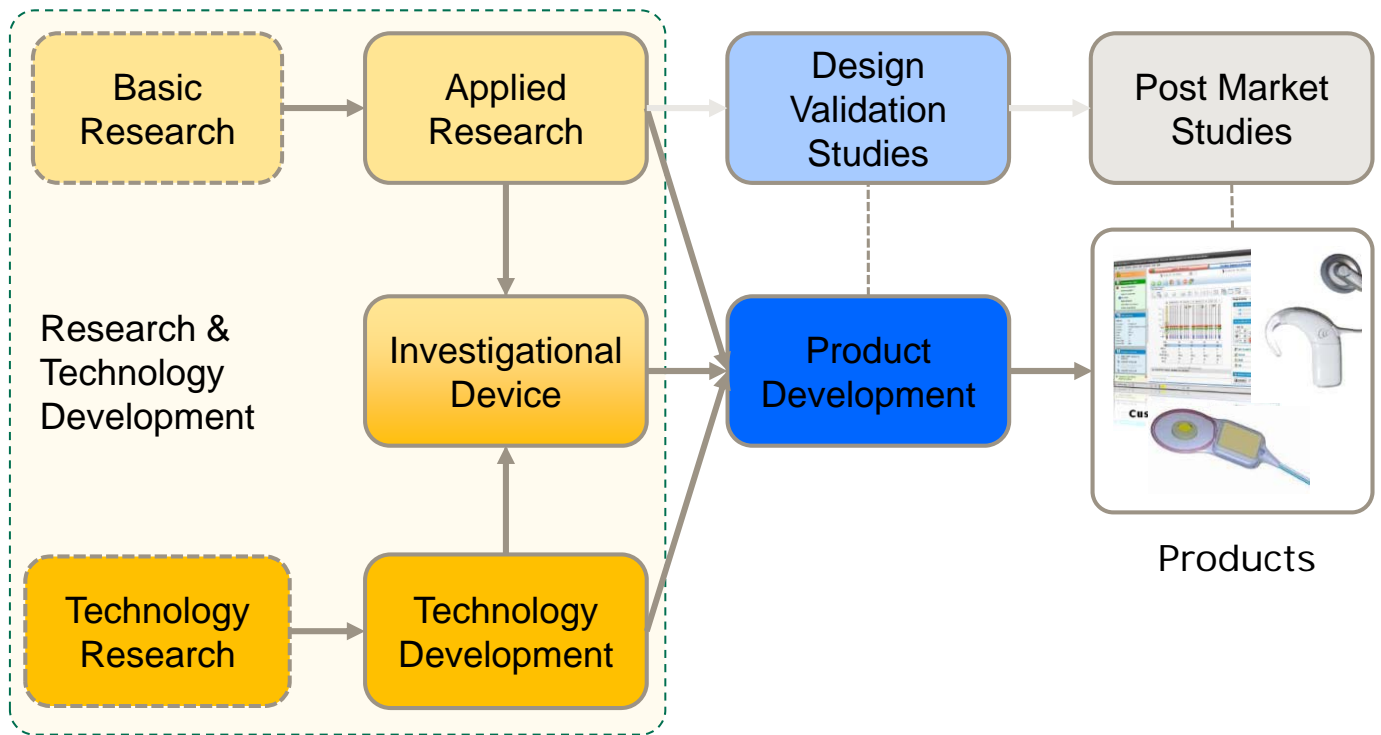 Basic
Research
Applied
Research
Design
Validation
Studies
Post Market
Studies
Research &
Technology
Development
Investigational
Device
Product
Development
Cus
Products
Technology
Research
Technology
Development